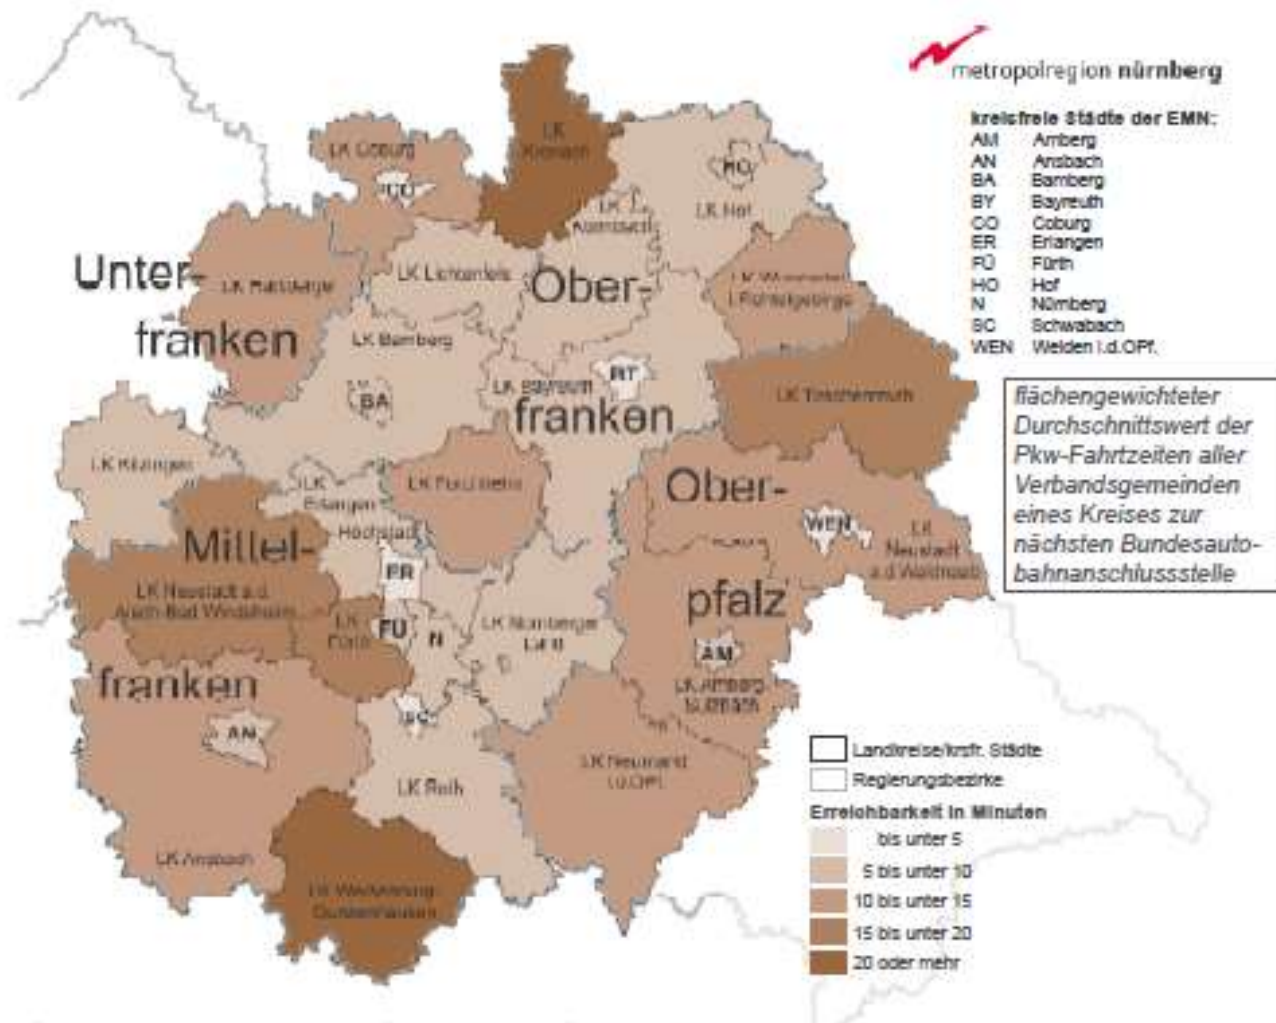 metropolregion nürnberg
kreisfreie Städte der EMN:
AM Amberg
AN Ansbach
BA Bamberg
BY Bayreuth
CO Coburg
ER Erlangen
FÜ Fürth
HO Hof
N Nürnberg
SC Schwabach
WEN Weiden i.d.OPf.
flächengewichteter
Durchschnittswert der
Pkw-Fahrtzeiten aller
Verbandsgemeinden
eines Kreises zur
nächsten Bundesauto-
bahnanschlussstelle
LK
Kronach
LK Coburg
CO
HO
LK Hof
LK
Kulmbach
Unter-
franken
LK Lichtenfels
Ober-
franken
LK
Fichtelgebirge
LK Bamberg
BA
LK Bayreuth
BT
LK Tirschenreuth
LK Kitzingen
LK
Erlangen
Höchstadt
LK Forchheim
Ober-
pfalz
WEN
LK
Neustadt
a.d.Waldnaab
Mittel-
franken
ER
LK Neustadt a.d.
Aisch-Bad Windsheim
LK
Fürth
FÜ
N
LK Nürnberger
Land
AM
LK Amberg
Sulzbach
AN
SC
LK Neumarkt
i.d.OPf.
LK Roth
LK Ansbach
LK Weißenburg-
Gunzenhausen
Landkreise/krsfr. Städte
Regierungsbezirke
Erreichbarkeit in Minuten
bis unter 5
5 bis unter 10
10 bis unter 15
15 bis unter 20
20 oder mehr